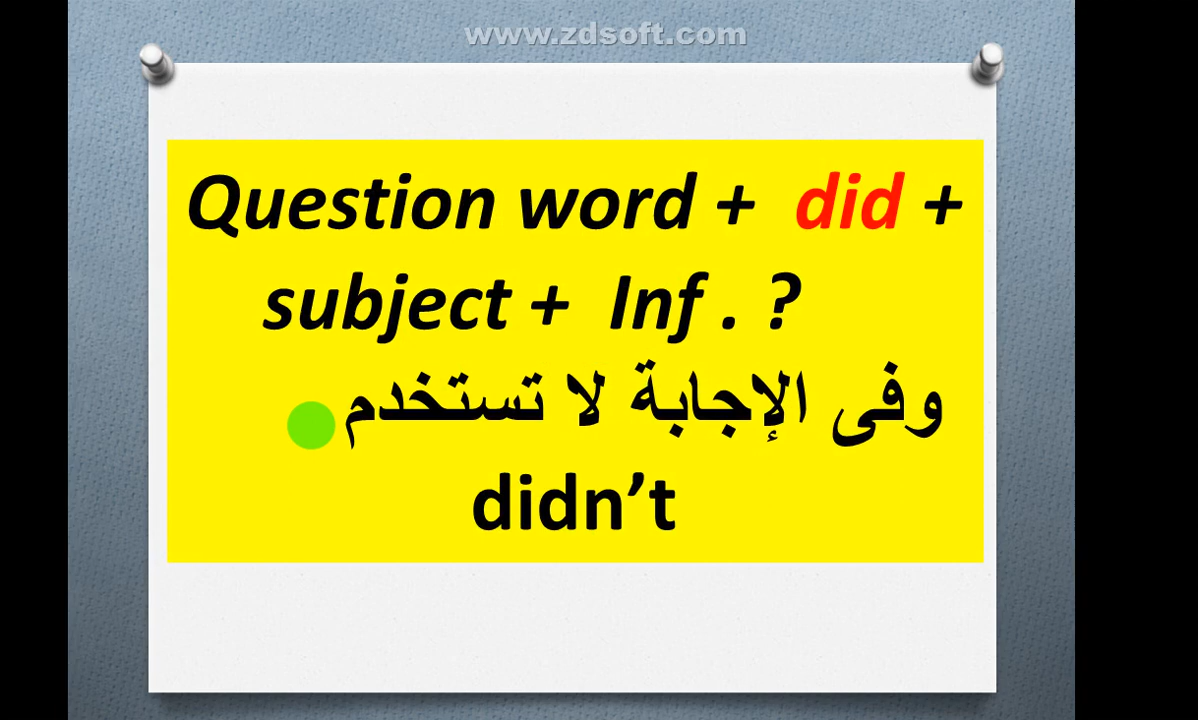 www.zdsoft.com
Question word + did +
subject + Inf . ?
وفى الإجابة لا تستخدم
didn’t